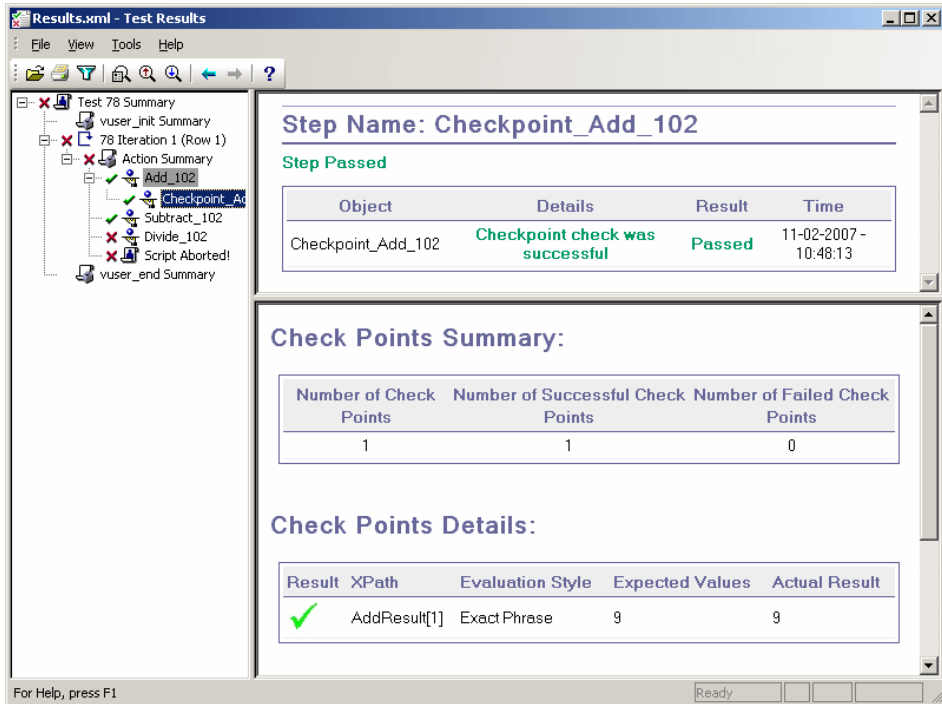 Results.xml - Test Results
File View Tools Help
Test 78 Summary
vuser_init Summary
78 Iteration 1 (Row 1)
Action Summary
Add_102
Checkpoint_Ad
Subtract_102
Divide_102
Script Aborted!
vuser_end Summary
Step Name: Checkpoint_Add_102
Step Passed
Object Details Result Time
Checkpoint_Add_102 Checkpoint check was successful Passed 11-02-2007 - 10:48:13
Check Points Summary:
Number of Check Points Number of Successful Check Points Number of Failed Check Points
1 1 0
Check Points Details:
Result XPath Evaluation Style Expected Values Actual Result
AddResult[1] Exact Phrase 9 9
For Help, press F1
Ready